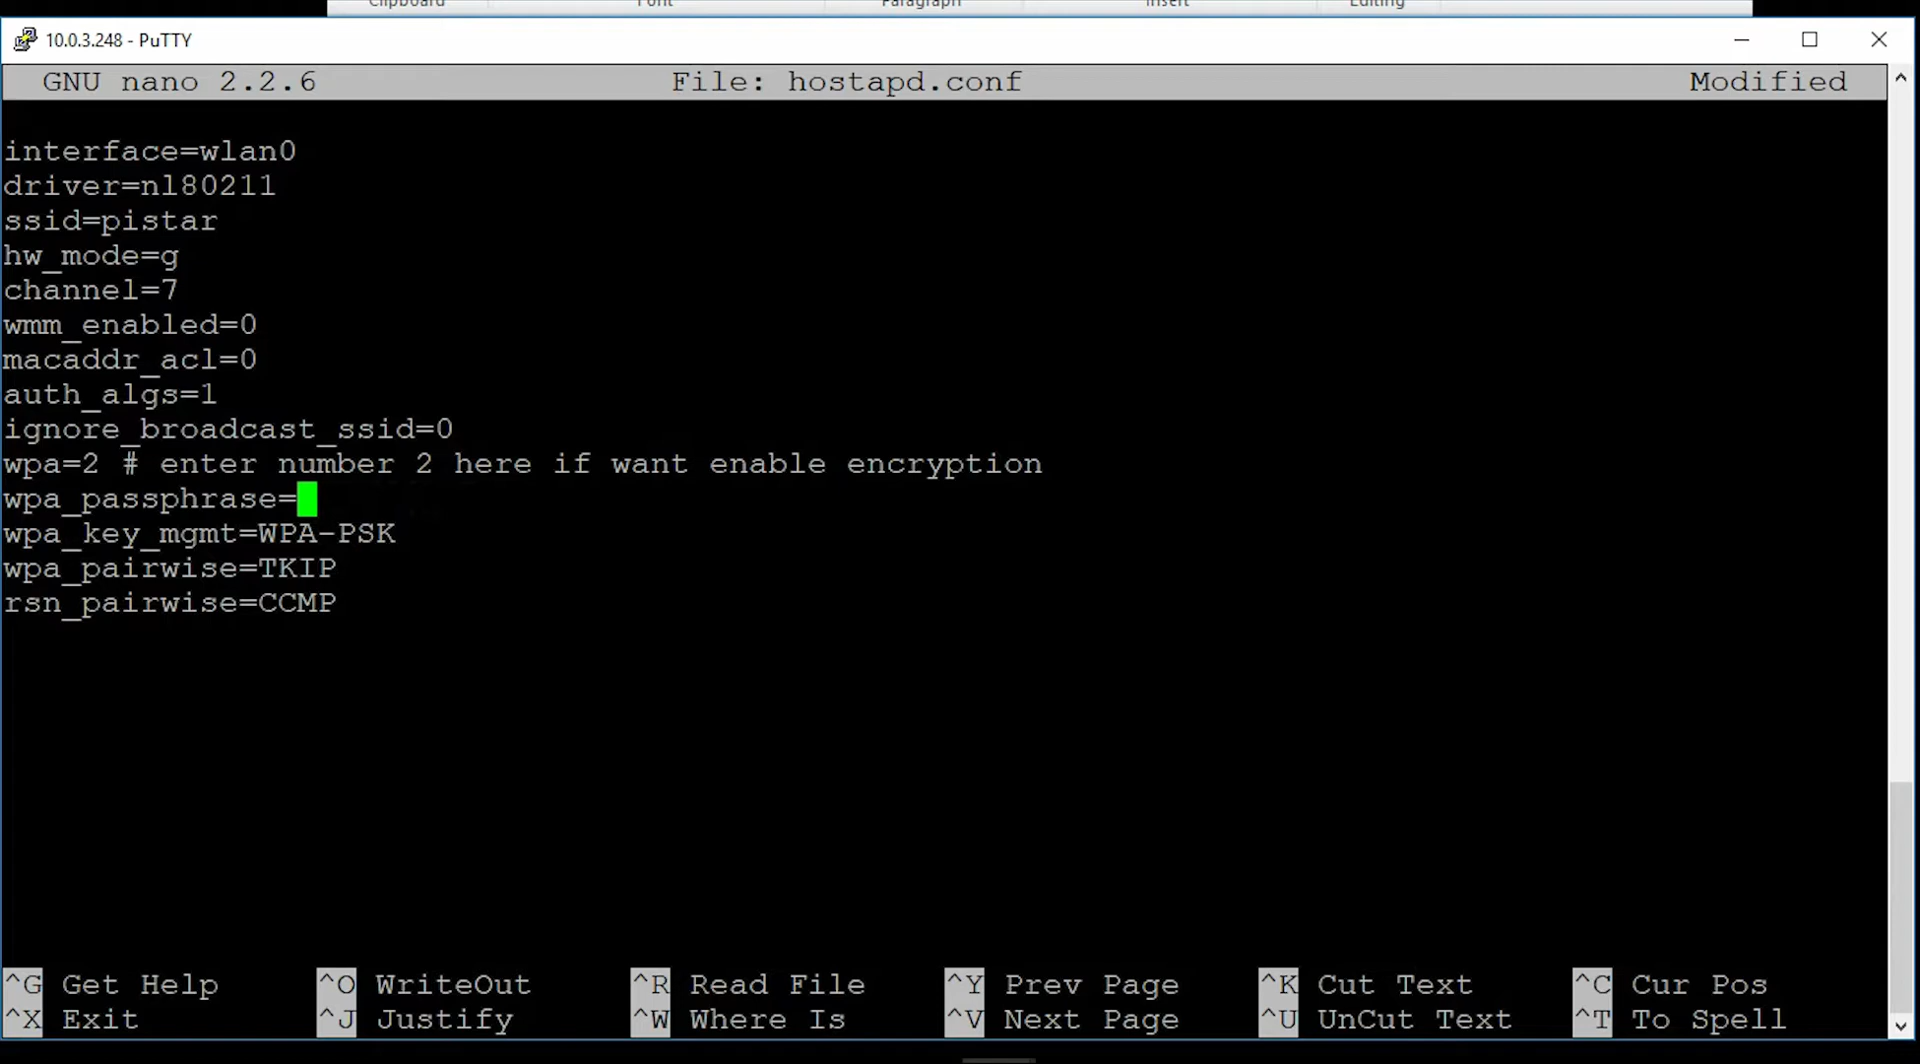 Clipboard Font Paragraph Insert Editing
10.0.3.248 - PuTTY
GNU nano 2.2.6 File: hostapd.conf Modified
interface=wlan0
driver=nl80211
ssid=pistar
hw_mode=g
channel=7
wmm_enabled=0
macaddr_acl=0
auth_algs=1
ignore_broadcast_ssid=0
wpa=2 # enter number 2 here if want enable encryption
wpa_passphrase=
wpa_key_mgmt=WPA-PSK
wpa_pairwise=TKIP
rsn_pairwise=CCMP
^G Get Help ^O WriteOut ^R Read File ^Y Prev Page ^K Cut Text ^C Cur Pos
^X Exit ^J Justify ^W Where Is ^V Next Page ^U UnCut Text ^T To Spell